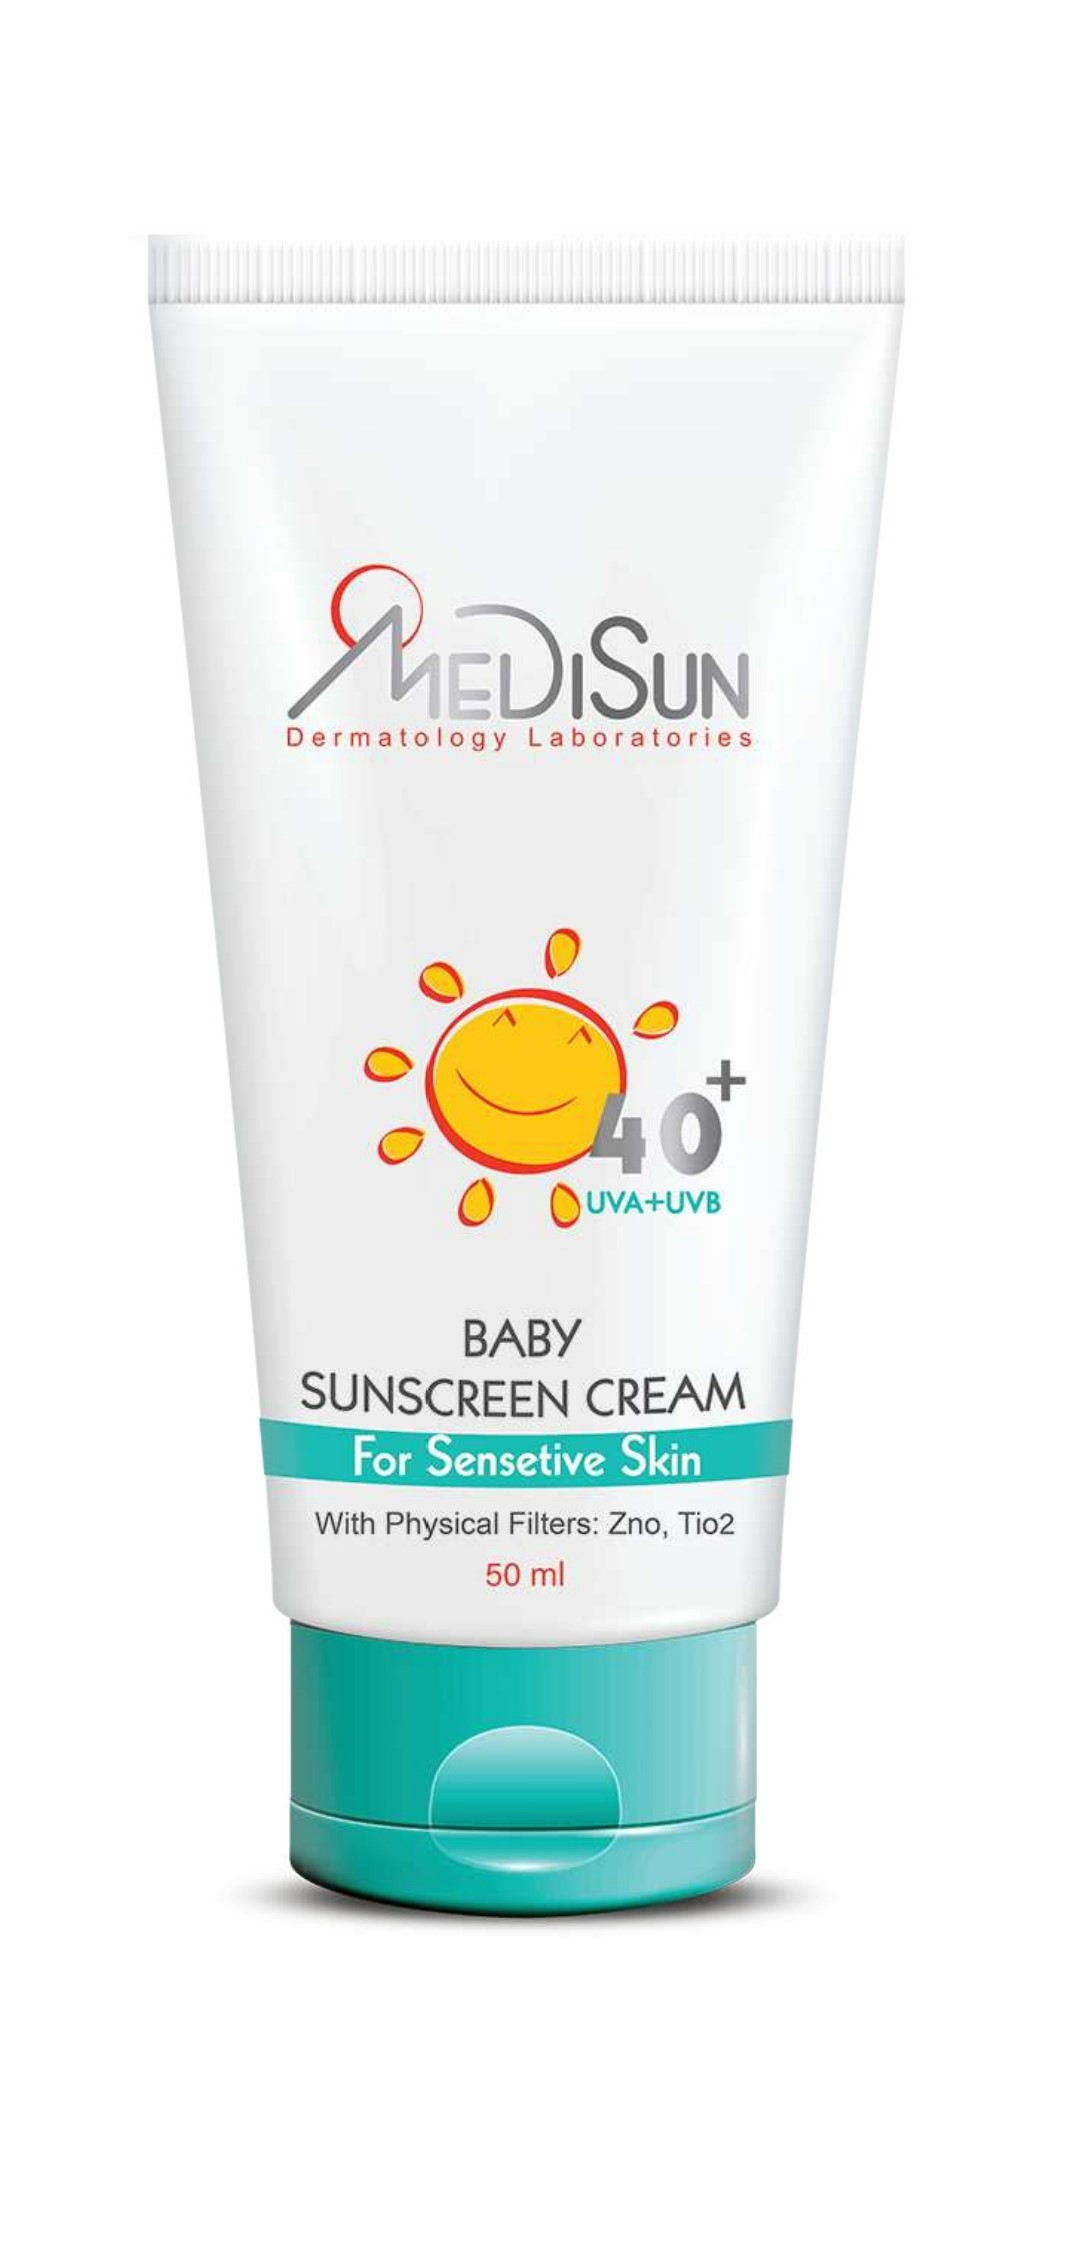 MEDISUN
Dermatology Laboratories
40+
UVA+UVB
BABY
SUNSCREEN CREAM
For Sensetive Skin
With Physical Filters: Zno, Tio2
50 ml